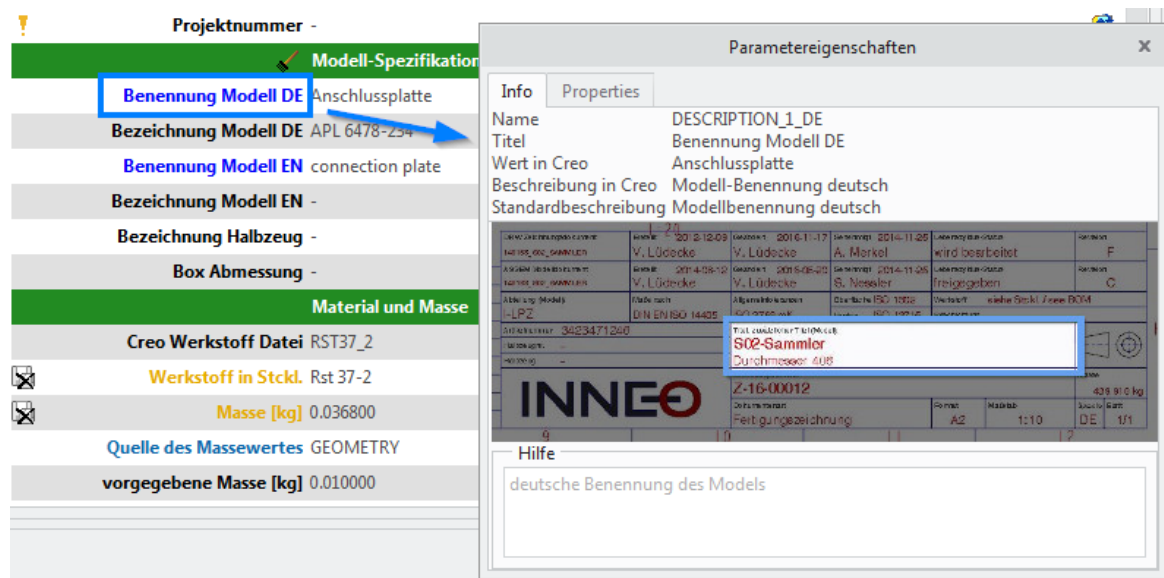 Projektnummer -
Modell-Spezifikation
Benennung Modell DE Anschlussplatte
Bezeichnung Modell DE APL 6478-234
Benennung Modell EN connection plate
Bezeichnung Modell EN -
Bezeichnung Halbzeug -
Box Abmessung -
Material und Masse
Creo Werkstoff Datei RST37_2
Werkstoff in Stckl. Rst 37-2
Masse [kg] 0.036800
Quelle des Massewertes GEOMETRY
vorgegebene Masse [kg] 0.010000
Parametereigenschaften
Info Properties
Name DESCRIPTION_1_DE
Titel Benennung Modell DE
Wert in Creo Anschlussplatte
Beschreibung in Creo Modell-Benennung deutsch
Standardbeschreibung Modellbenennung deutsch
2012-12-03 2016-11-17 2014-11-25
V. Lüdecke V. Lüdecke A. Merkel wird bearbeitet F
2014-11-25
V. Lüdecke V. Lüdecke S. Nessler freigegeben C
siehe Stckl. / see BOM
I-LPZ DIN EN ISO 14405
3423471240
S02-Sammler
Durchmesser 406
INNEO
Z-16-00012
Fertigungszeichnung A2 1:10 DE 1/1
9 10 11 12
Hilfe
deutsche Benennung des Models